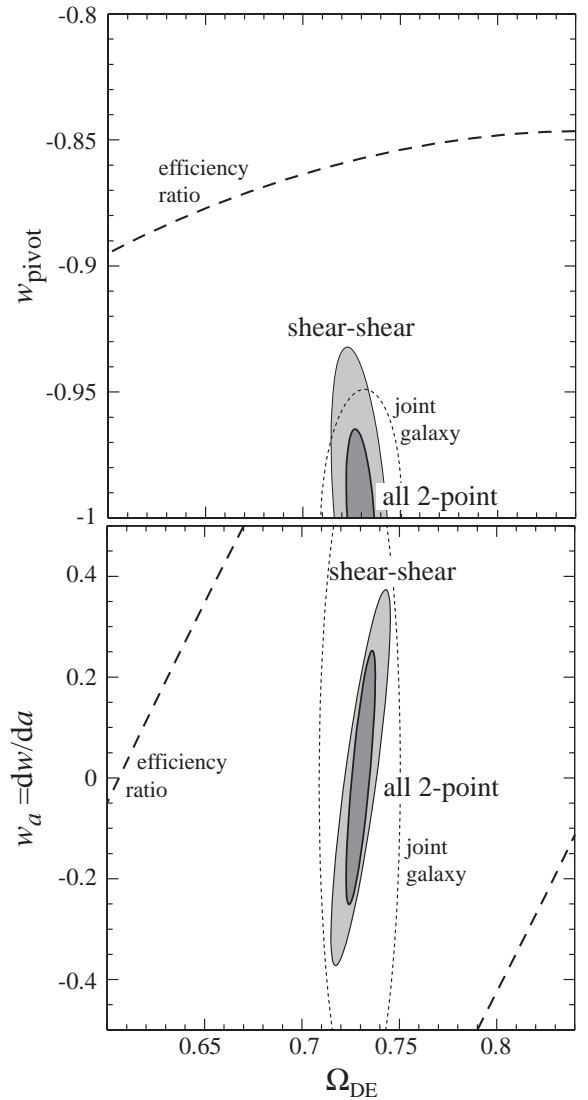 -0.8
-0.85
efficiency
ratio
-0.9
w_pivot
shear-shear
-0.95
joint
galaxy
all 2-point
-1
shear-shear
0.4
0.2
efficiency
ratio
0
w_a =dw/da
all 2-point
joint
galaxy
-0.2
-0.4
0.65 0.7 0.75 0.8
Ω_DE